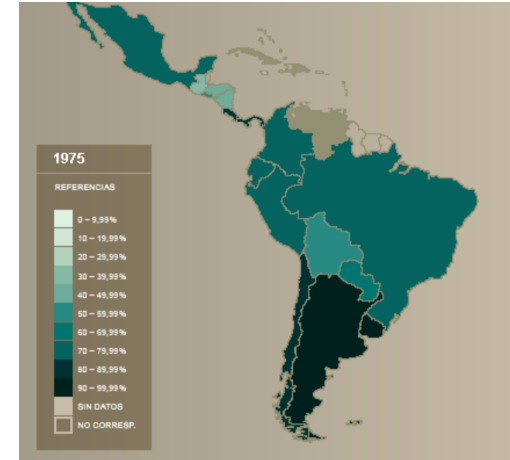 1975
REFERENCIAS
0 – 9,99%
10 – 19,99%
20 – 29,99%
30 – 39,99%
40 – 49,99%
50 – 59,99%
60 – 69,99%
70 – 79,99%
80 – 89,99%
90 – 99,99%
SIN DATOS
NO CORRESP.